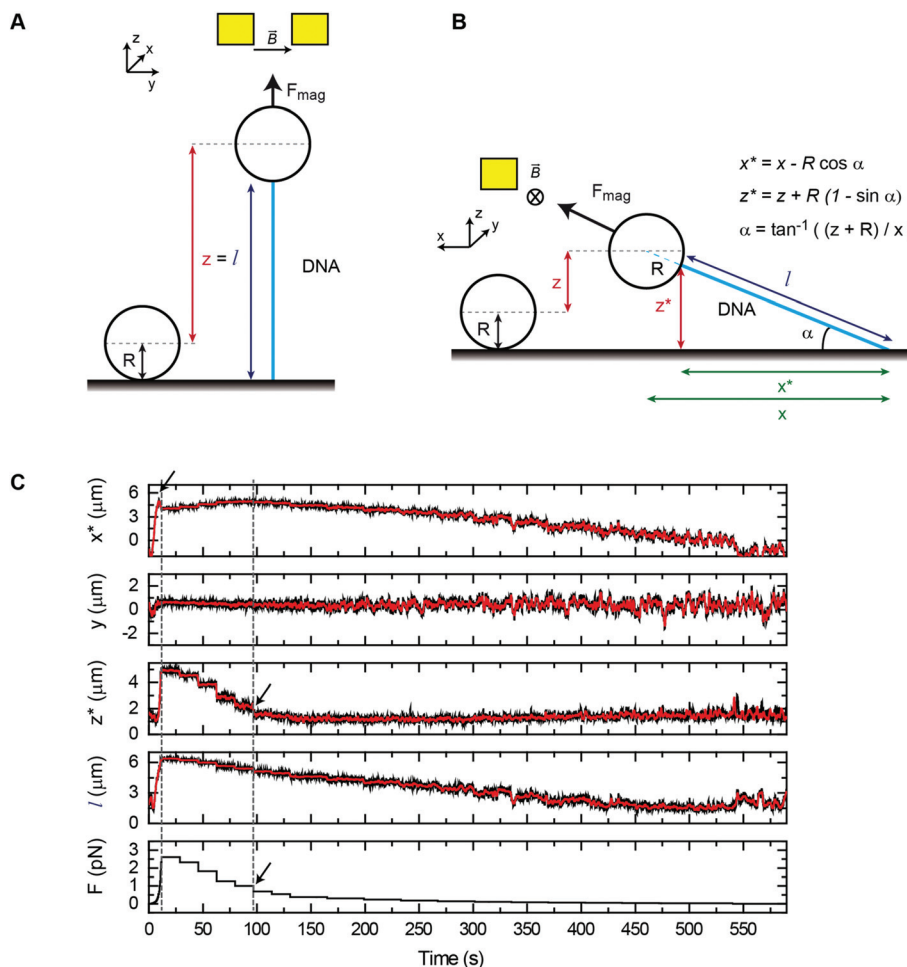 A
B
z
x
y
B
F mag
z = l
DNA
R
B
F mag
z
y
x
x* = x - R cos α
z* = z + R (1 - sin α)
α = tan⁻¹ ( (z + R) / x
R
z
R
z*
DNA
l
α
x*
x
C
x* (μm)
6
3
0
y (μm)
2
0
-2
z* (μm)
4
2
0
l (μm)
6
3
0
F (pN)
3
2
1
0
0 50 100 150 200 250 300 350 400 450 500 550
Time (s)